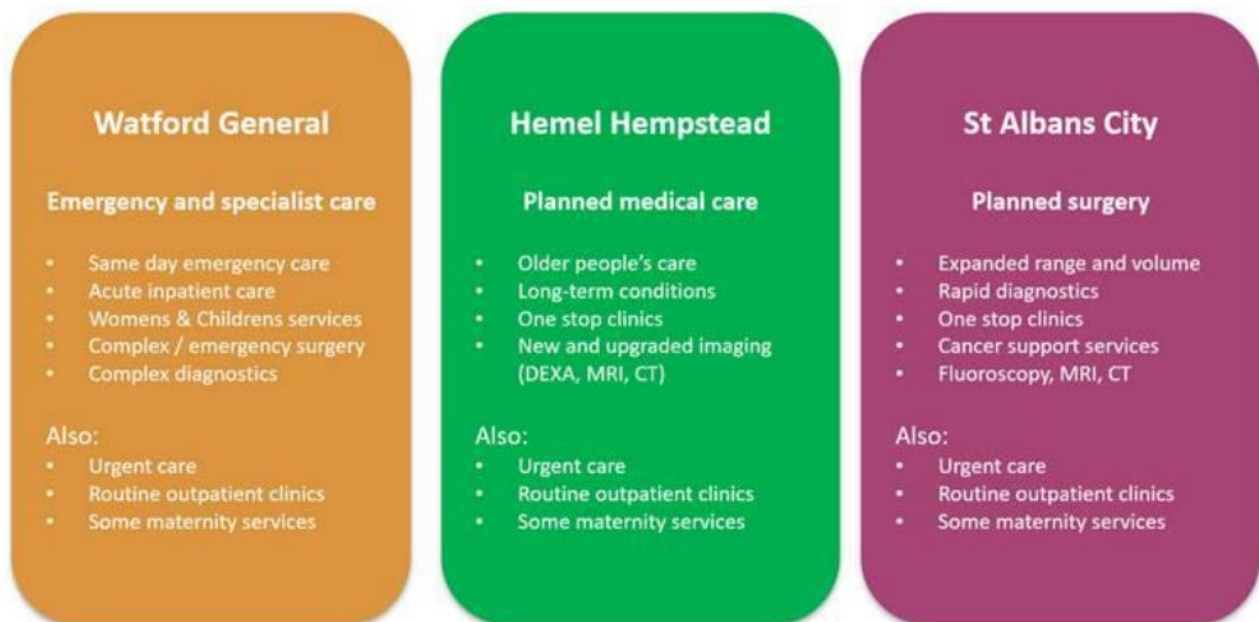 Watford General
Emergency and specialist care
• Same day emergency care
• Acute inpatient care
• Womens & Childrens services
• Complex / emergency surgery
• Complex diagnostics
Also:
• Urgent care
• Routine outpatient clinics
• Some maternity services
Hemel Hempstead
Planned medical care
• Older people's care
• Long-term conditions
• One stop clinics
• New and upgraded imaging
(DEXA, MRI, CT)
Also:
• Urgent care
• Routine outpatient clinics
• Some maternity services
St Albans City
Planned surgery
• Expanded range and volume
• Rapid diagnostics
• One stop clinics
• Cancer support services
• Fluoroscopy, MRI, CT
Also:
• Urgent care
• Routine outpatient clinics
• Some maternity services